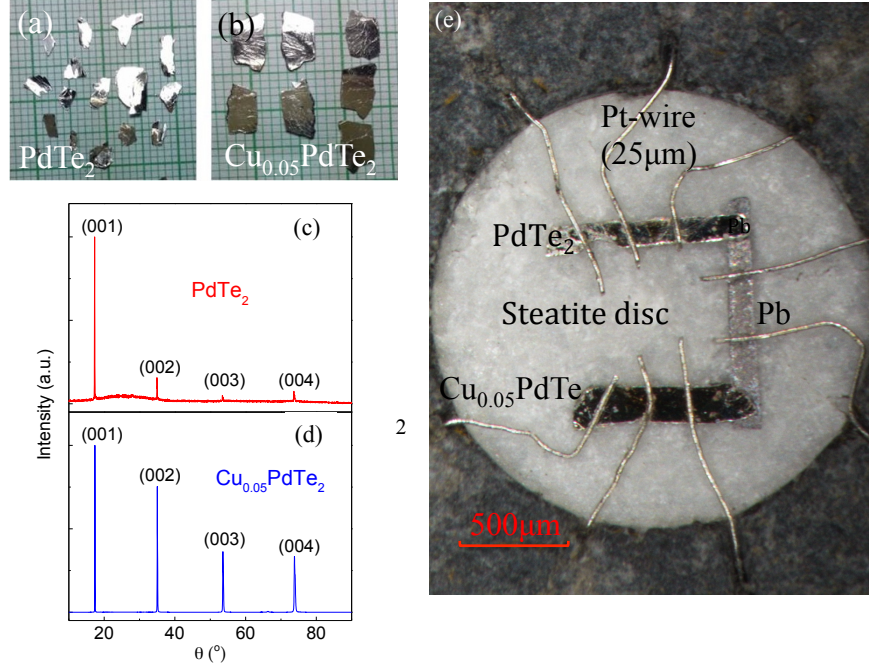 (a)
PdTe₂
(b)
Cu₀.₀₅PdTe₂
(c)
(001)
PdTe₂
(002)
(003)
(004)
(d)
(001)
(002)
Cu₀.₀₅PdTe₂
(003)
(004)
Intensity (a.u.)
20
40
60
80
θ (°)
2
(e)
Pt-wire
(25μm)
PdTe₂
Pb
Steatite disc
Pb
Cu₀.₀₅PdTe
500μm